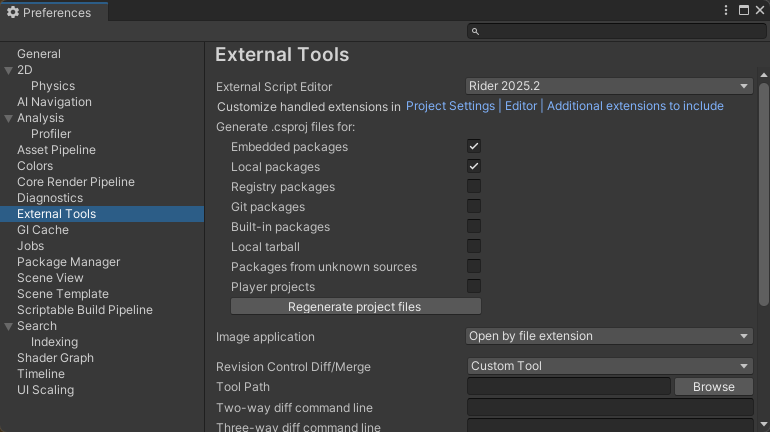 Preferences
General
2D
Physics
AI Navigation
Analysis
Profiler
Asset Pipeline
Colors
Core Render Pipeline
Diagnostics
External Tools
GI Cache
Jobs
Package Manager
Scene View
Scene Template
Scriptable Build Pipeline
Search
Indexing
Shader Graph
Timeline
UI Scaling
External Tools
External Script Editor Rider 2025.2
Customize handled extensions in Project Settings | Editor | Additional extensions to include
Generate .csproj files for:
Embedded packages
Local packages
Registry packages
Git packages
Built-in packages
Local tarball
Packages from unknown sources
Player projects
Regenerate project files
Image application Open by file extension
Revision Control Diff/Merge Custom Tool
Tool Path Browse
Two-way diff command line
Three-way diff command line